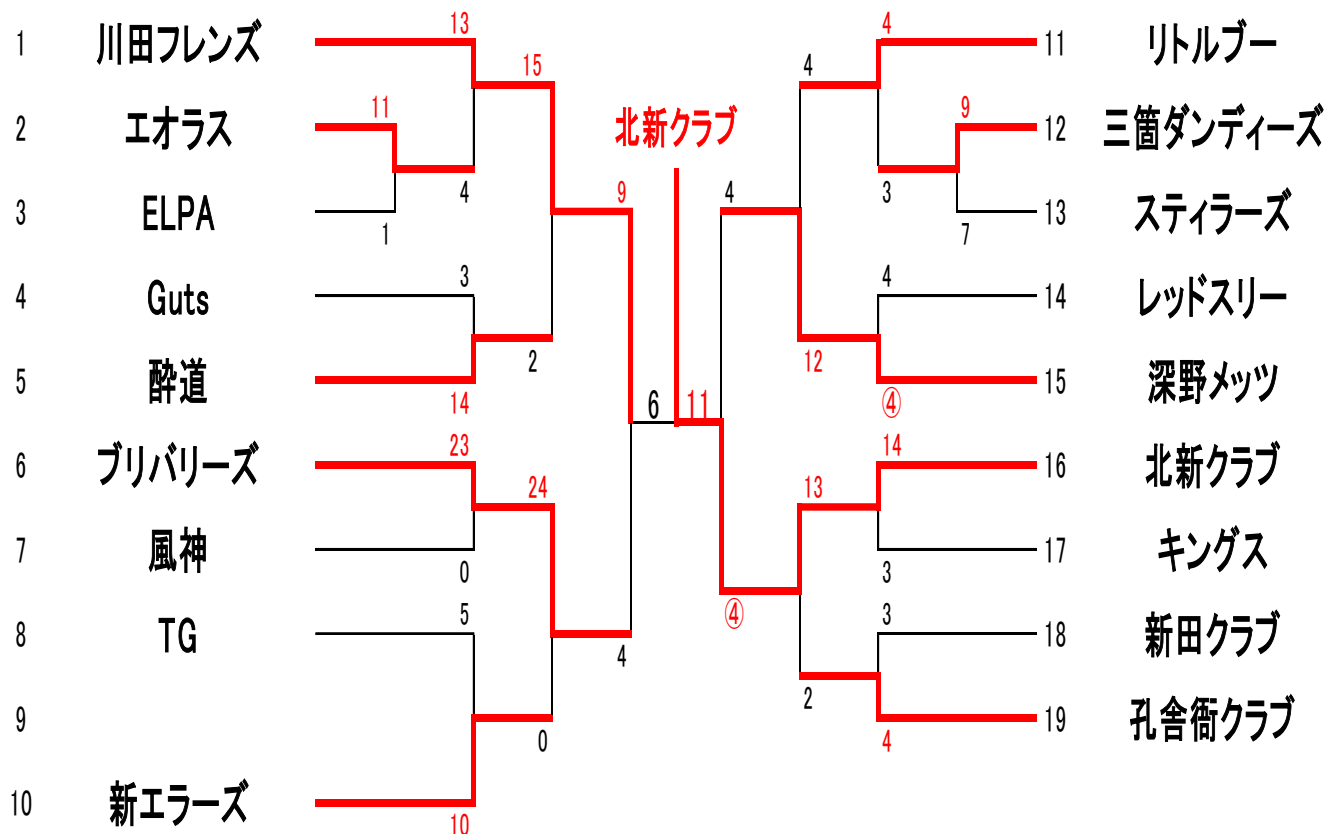 13
4
1 川田フレンズ
11 リトルブー
15
4
11
9
2 エオラス
北新クラブ
12 三箇ダンディーズ
4
9
4
3
3 ELPA
13 スティラーズ
1
7
3
4
4 Guts
14 レッドスリー
2
12
5 酔道
15 深野メッツ
14
6
11
④
23
14
6 ブリバリーズ
16 北新クラブ
24
13
7 風神
17 キングス
0
3
5
④
3
8 TG
18 新田クラブ
4
2
9
19 孔舎衙クラブ
0
4
10 新エラーズ
10